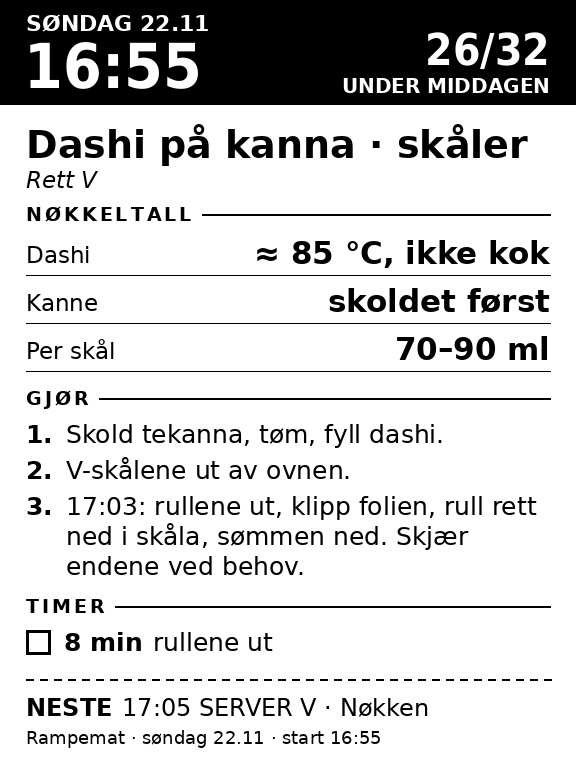 SØNDAG 22.11
16:55
26/32
UNDER MIDDAGEN
Dashi på kanna · skåler
Rett V
NØKKELTALL
Dashi ≈ 85 °C, ikke kok
Kanne skoldet først
Per skål 70–90 ml
GJØR
1. Skold tekanna, tøm, fyll dashi.
2. V-skålene ut av ovnen.
3. 17:03: rullene ut, klipp folien, rull rett
ned i skåla, sømmen ned. Skjær
endene ved behov.
TIMER
8 min rullene ut
NESTE 17:05 SERVER V · Nøkken
Rampemat · søndag 22.11 · start 16:55